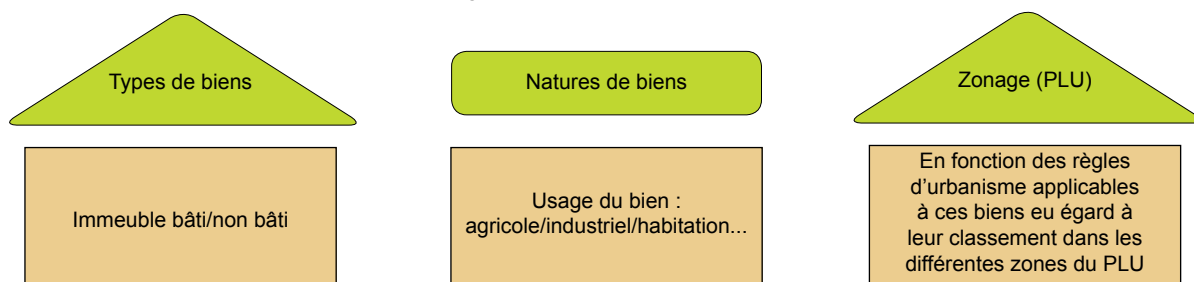 Types de biens
Natures de biens
Zonage (PLU)
Immeuble bâti/non bâti
Usage du bien :
agricole/industriel/habitation...
En fonction des règles
d'urbanisme applicables
à ces biens eu égard à
leur classement dans les
différentes zones du PLU